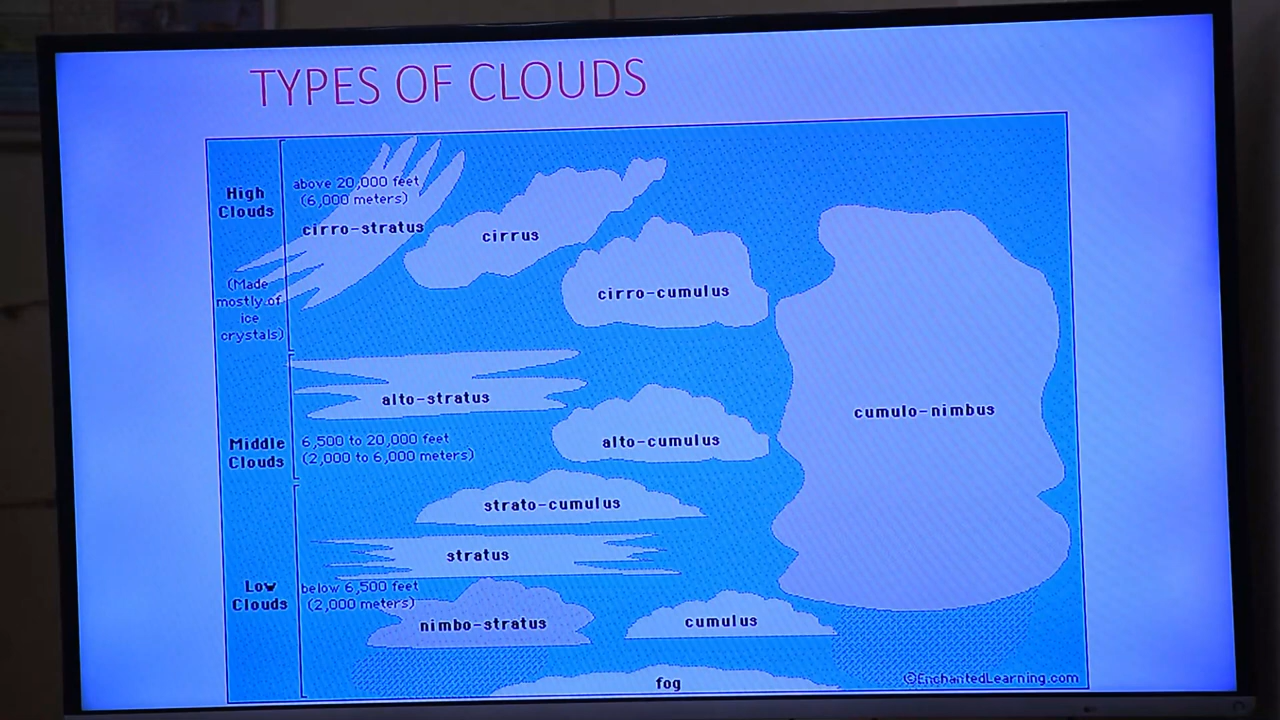 TYPES OF CLOUDS
High
Clouds
above 20,000 feet
(6,000 meters)
cirro-stratus
cirrus
(Made
mostly of
ice
crystals)
cirro-cumulus
alto-stratus
cumulo-nimbus
Middle
Clouds
6,500 to 20,000 feet
(2,000 to 6,000 meters)
alto-cumulus
strato-cumulus
stratus
Low
Clouds
below 6,500 feet
(2,000 meters)
nimbo-stratus
cumulus
fog
©EnchantedLearning.com